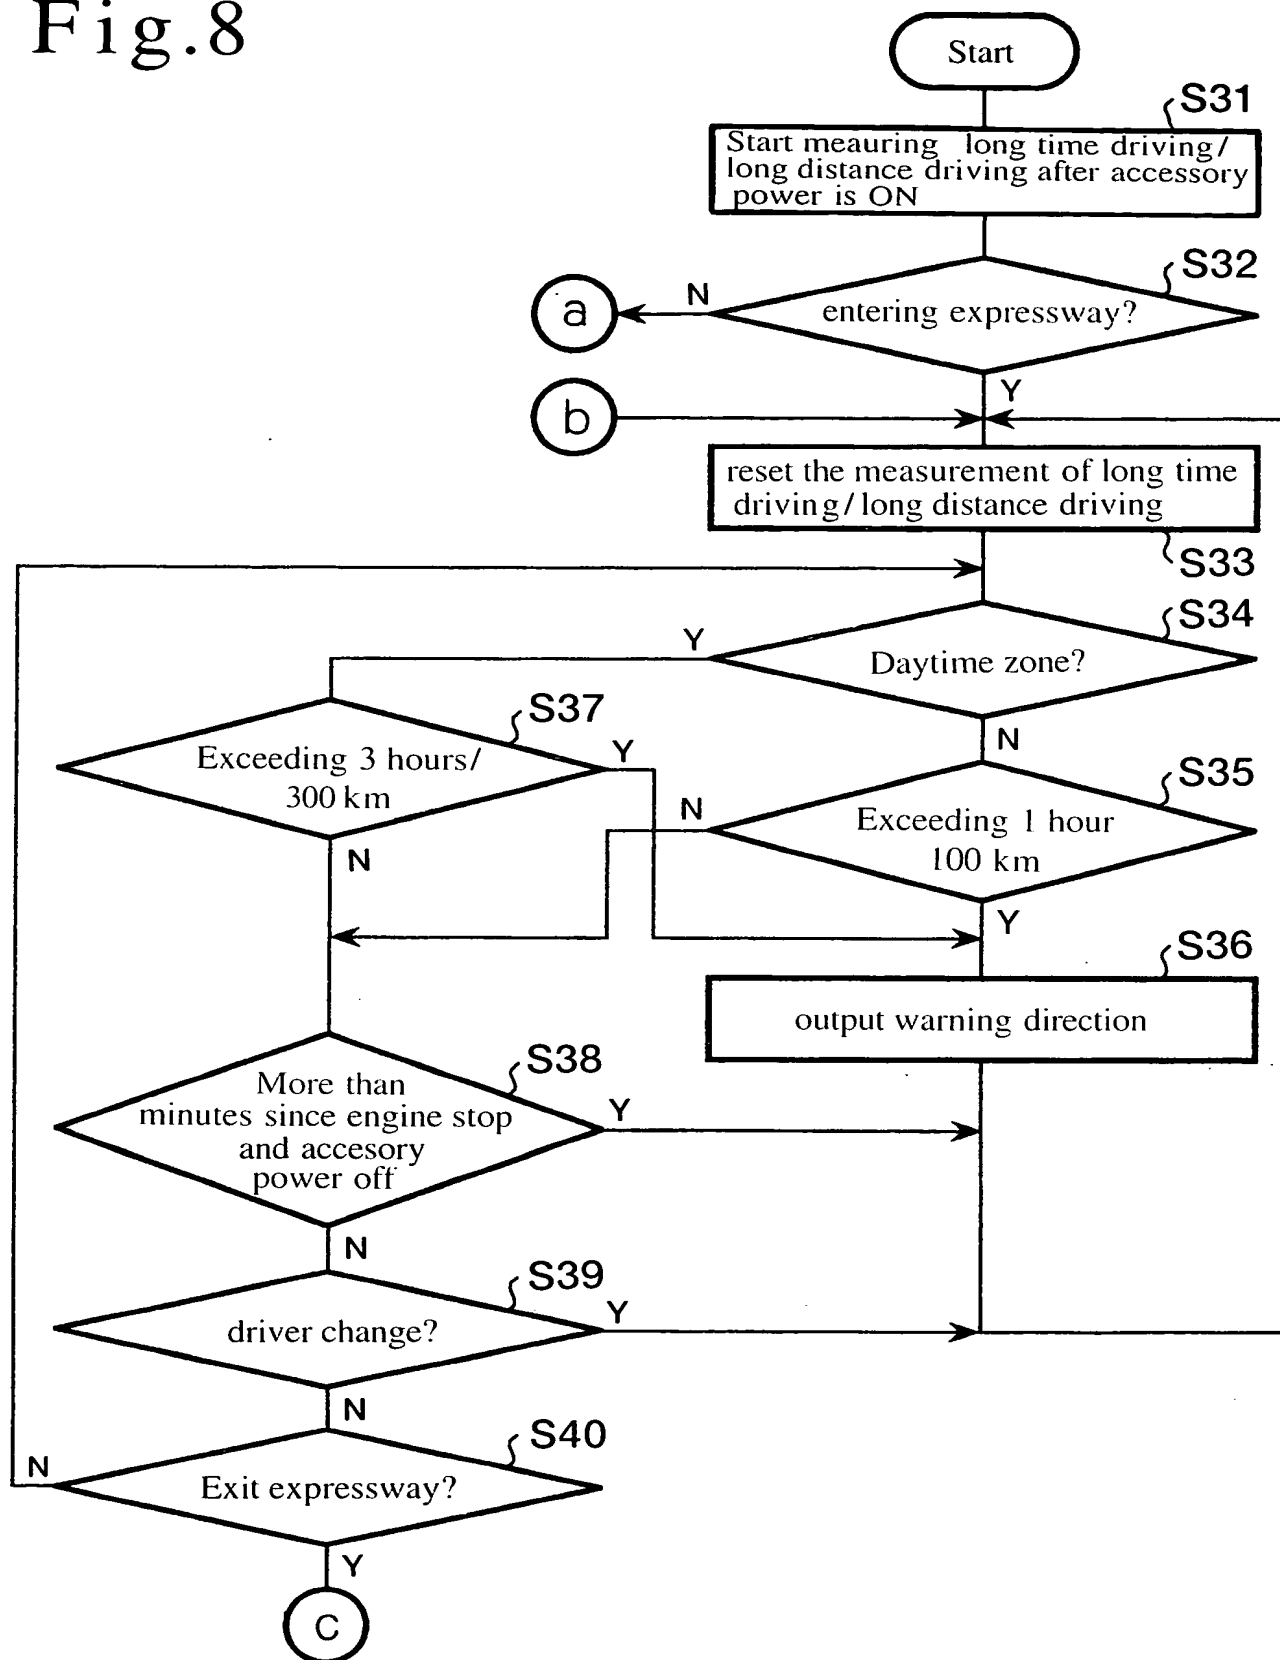 Fig.8
Start
S31
Start meauring long time driving/
long distance driving after accessory
power is ON
S32
entering expressway?
N
a
Y
b
reset the measurement of long time
driving/long distance driving
S33
S34
Daytime zone?
Y
N
S37
Exceeding 3 hours/
300 km
Y
N
S35
Exceeding 1 hour
100 km
N
Y
S36
output warning direction
S38
More than
minutes since engine stop
and accesory
power off
Y
N
S39
driver change?
Y
N
S40
Exit expressway?
N
Y
c